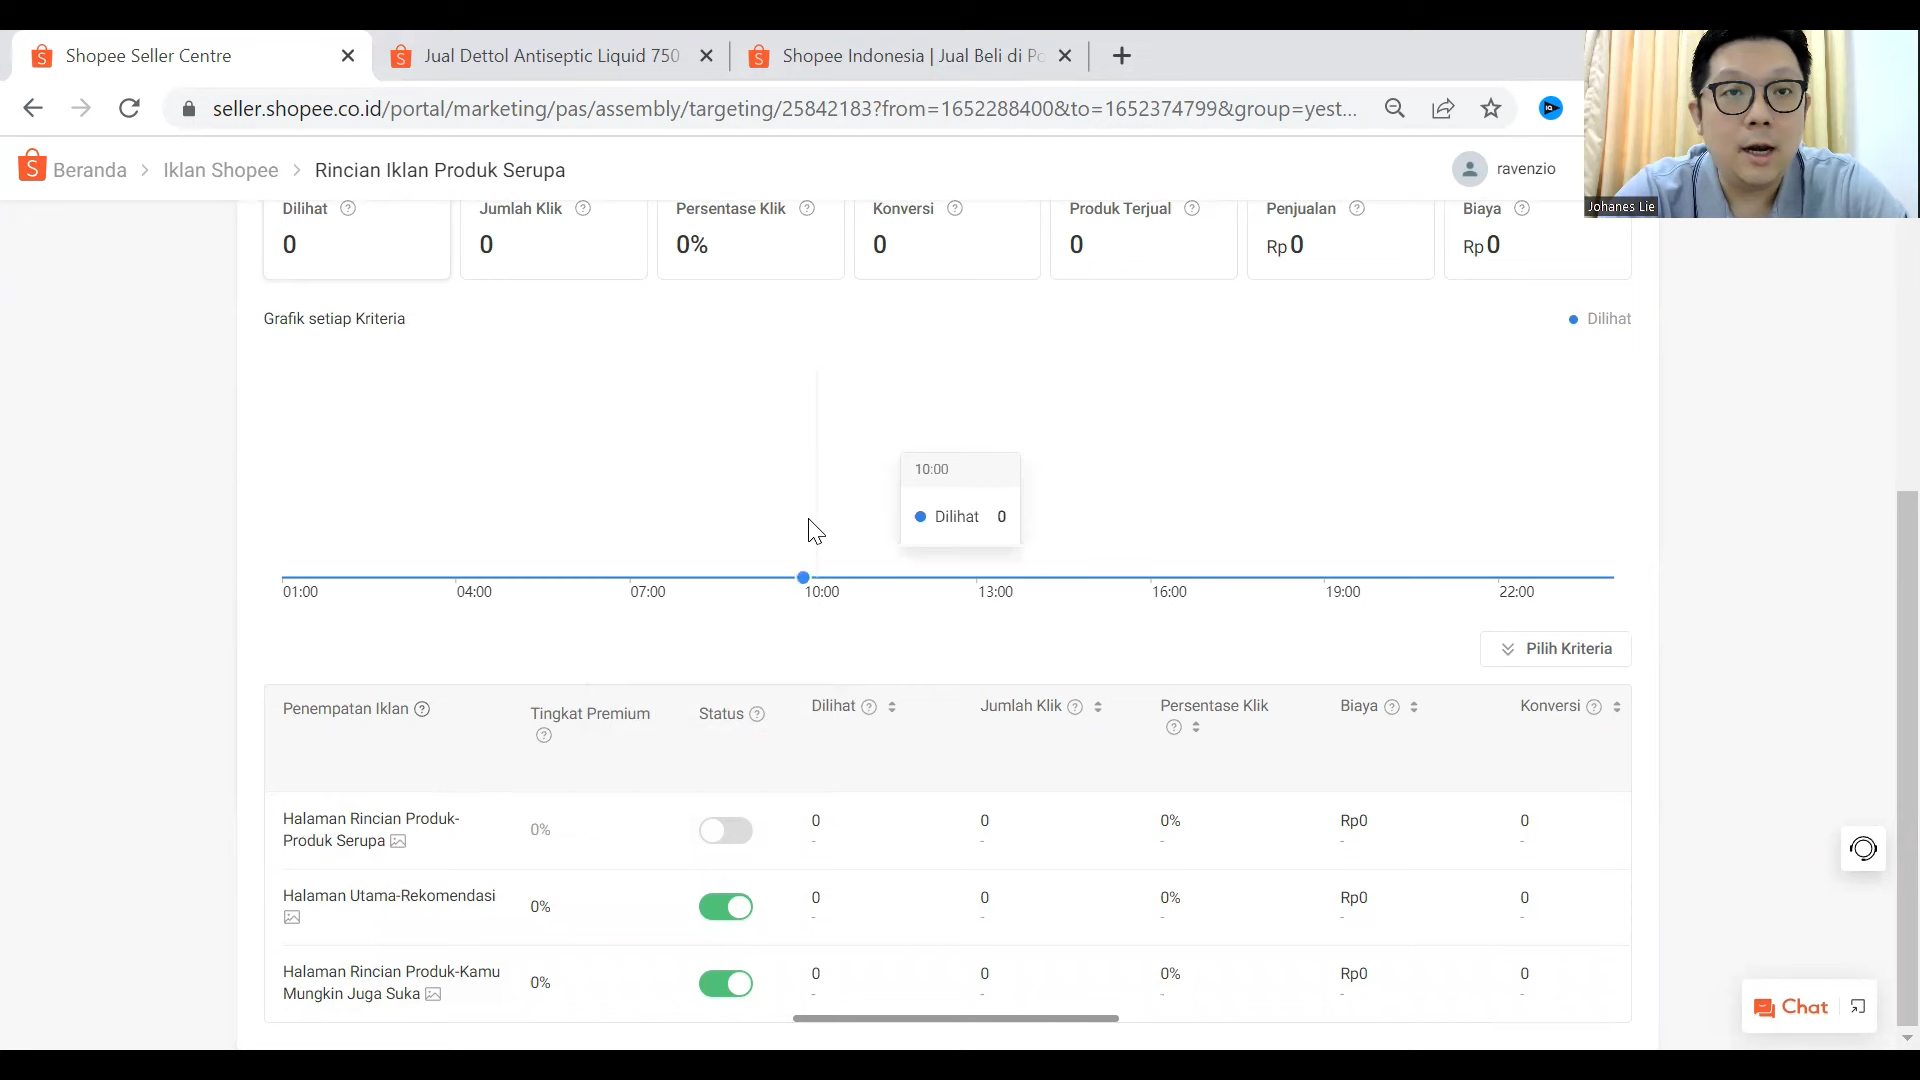 Shopee Seller Centre
Jual Dettol Antiseptic Liquid 750
Shopee Indonesia | Jual Beli di Po
seller.shopee.co.id/portal/marketing/pas/assembly/targeting/25842183?from=1652288400&to=1652374799&group=yest...
Johanes Lie
Beranda > Iklan Shopee > Rincian Iklan Produk Serupa
ravenzio
Dilihat Jumlah Klik Persentase Klik Konversi Produk Terjual Penjualan Biaya
0 0 0% 0 0 Rp0 Rp0
Grafik setiap Kriteria
Dilihat
10:00
Dilihat 0
01:00 04:00 07:00 10:00 13:00 16:00 19:00 22:00
Pilih Kriteria
Penempatan Iklan Tingkat Premium Status Dilihat Jumlah Klik Persentase Klik Biaya Konversi
Halaman Rincian Produk-
Produk Serupa
0% 0 0 0% Rp0 0
- - - - -
Halaman Utama-Rekomendasi
0% 0 0 0% Rp0 0
- - - - -
Halaman Rincian Produk-Kamu
Mungkin Juga Suka
0% 0 0 0% Rp0 0
- - - - -
Chat